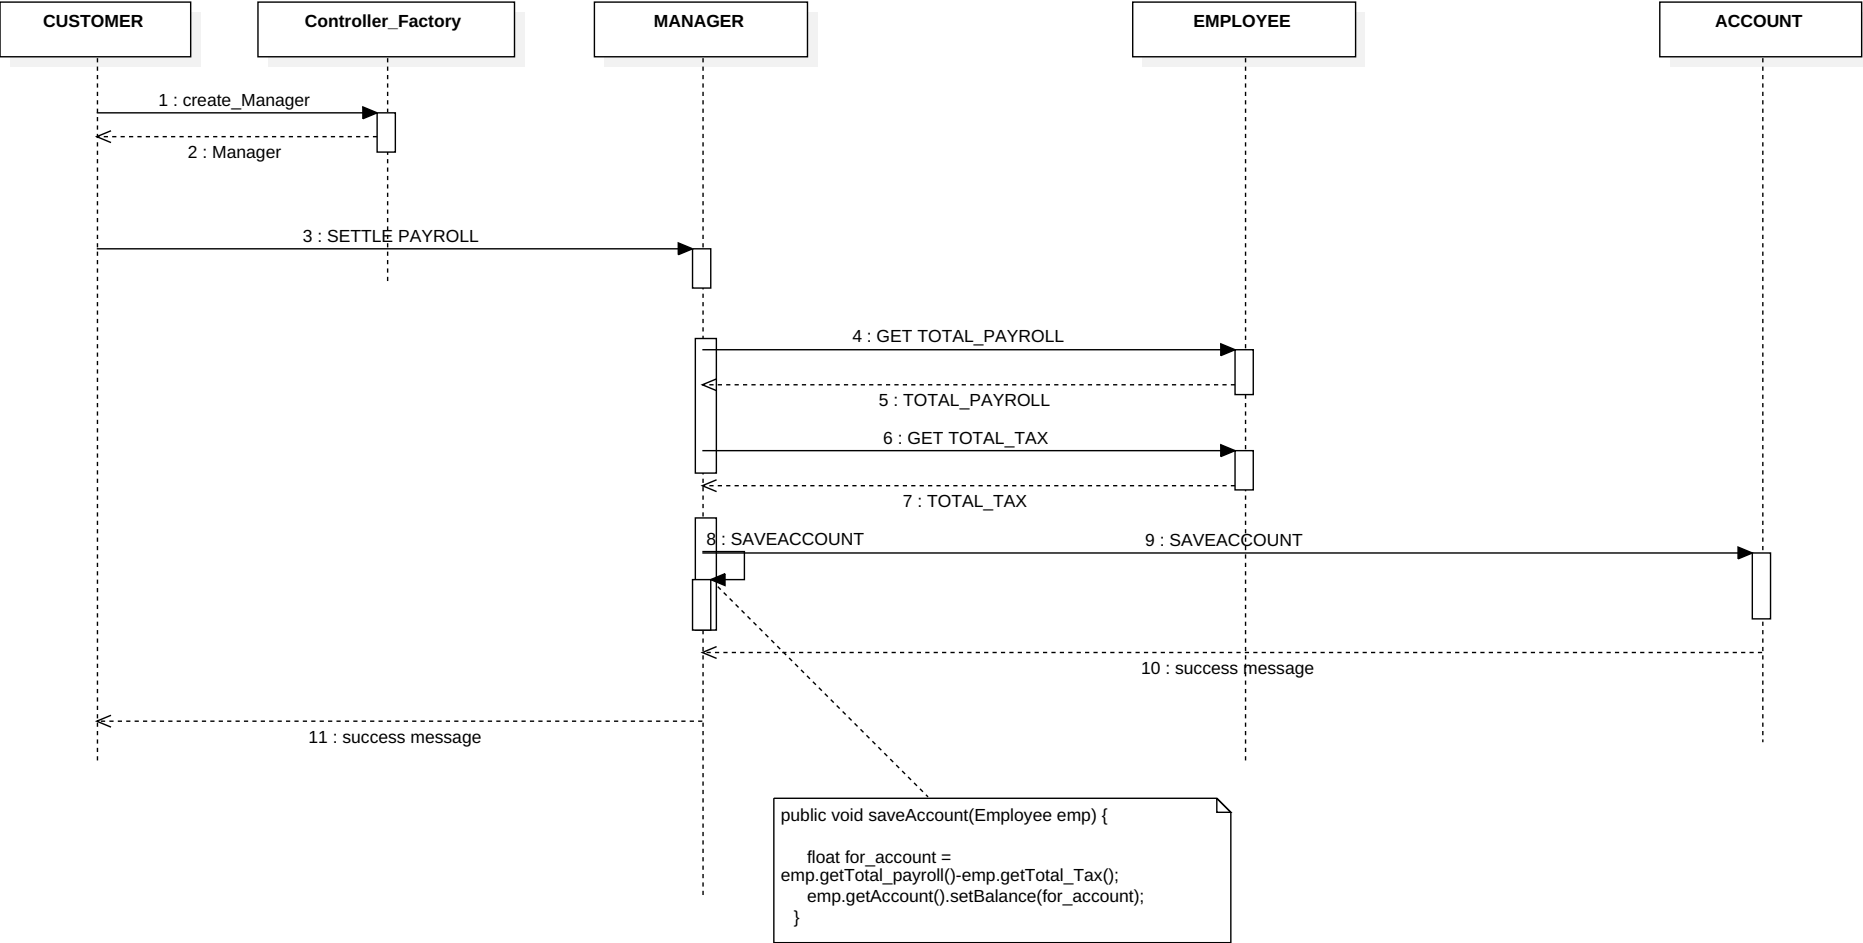 CUSTOMER
Controller_Factory
MANAGER
EMPLOYEE
ACCOUNT
1 : create_Manager
2 : Manager
3 : SETTLE PAYROLL
4 : GET TOTAL_PAYROLL
5 : TOTAL_PAYROLL
6 : GET TOTAL_TAX
7 : TOTAL_TAX
8 : SAVEACCOUNT
9 : SAVEACCOUNT
10 : success message
11 : success message
public void saveAccount(Employee emp) {
float for_account =
emp.getTotal_payroll()-emp.getTotal_Tax();
emp.getAccount().setBalance(for_account);
}